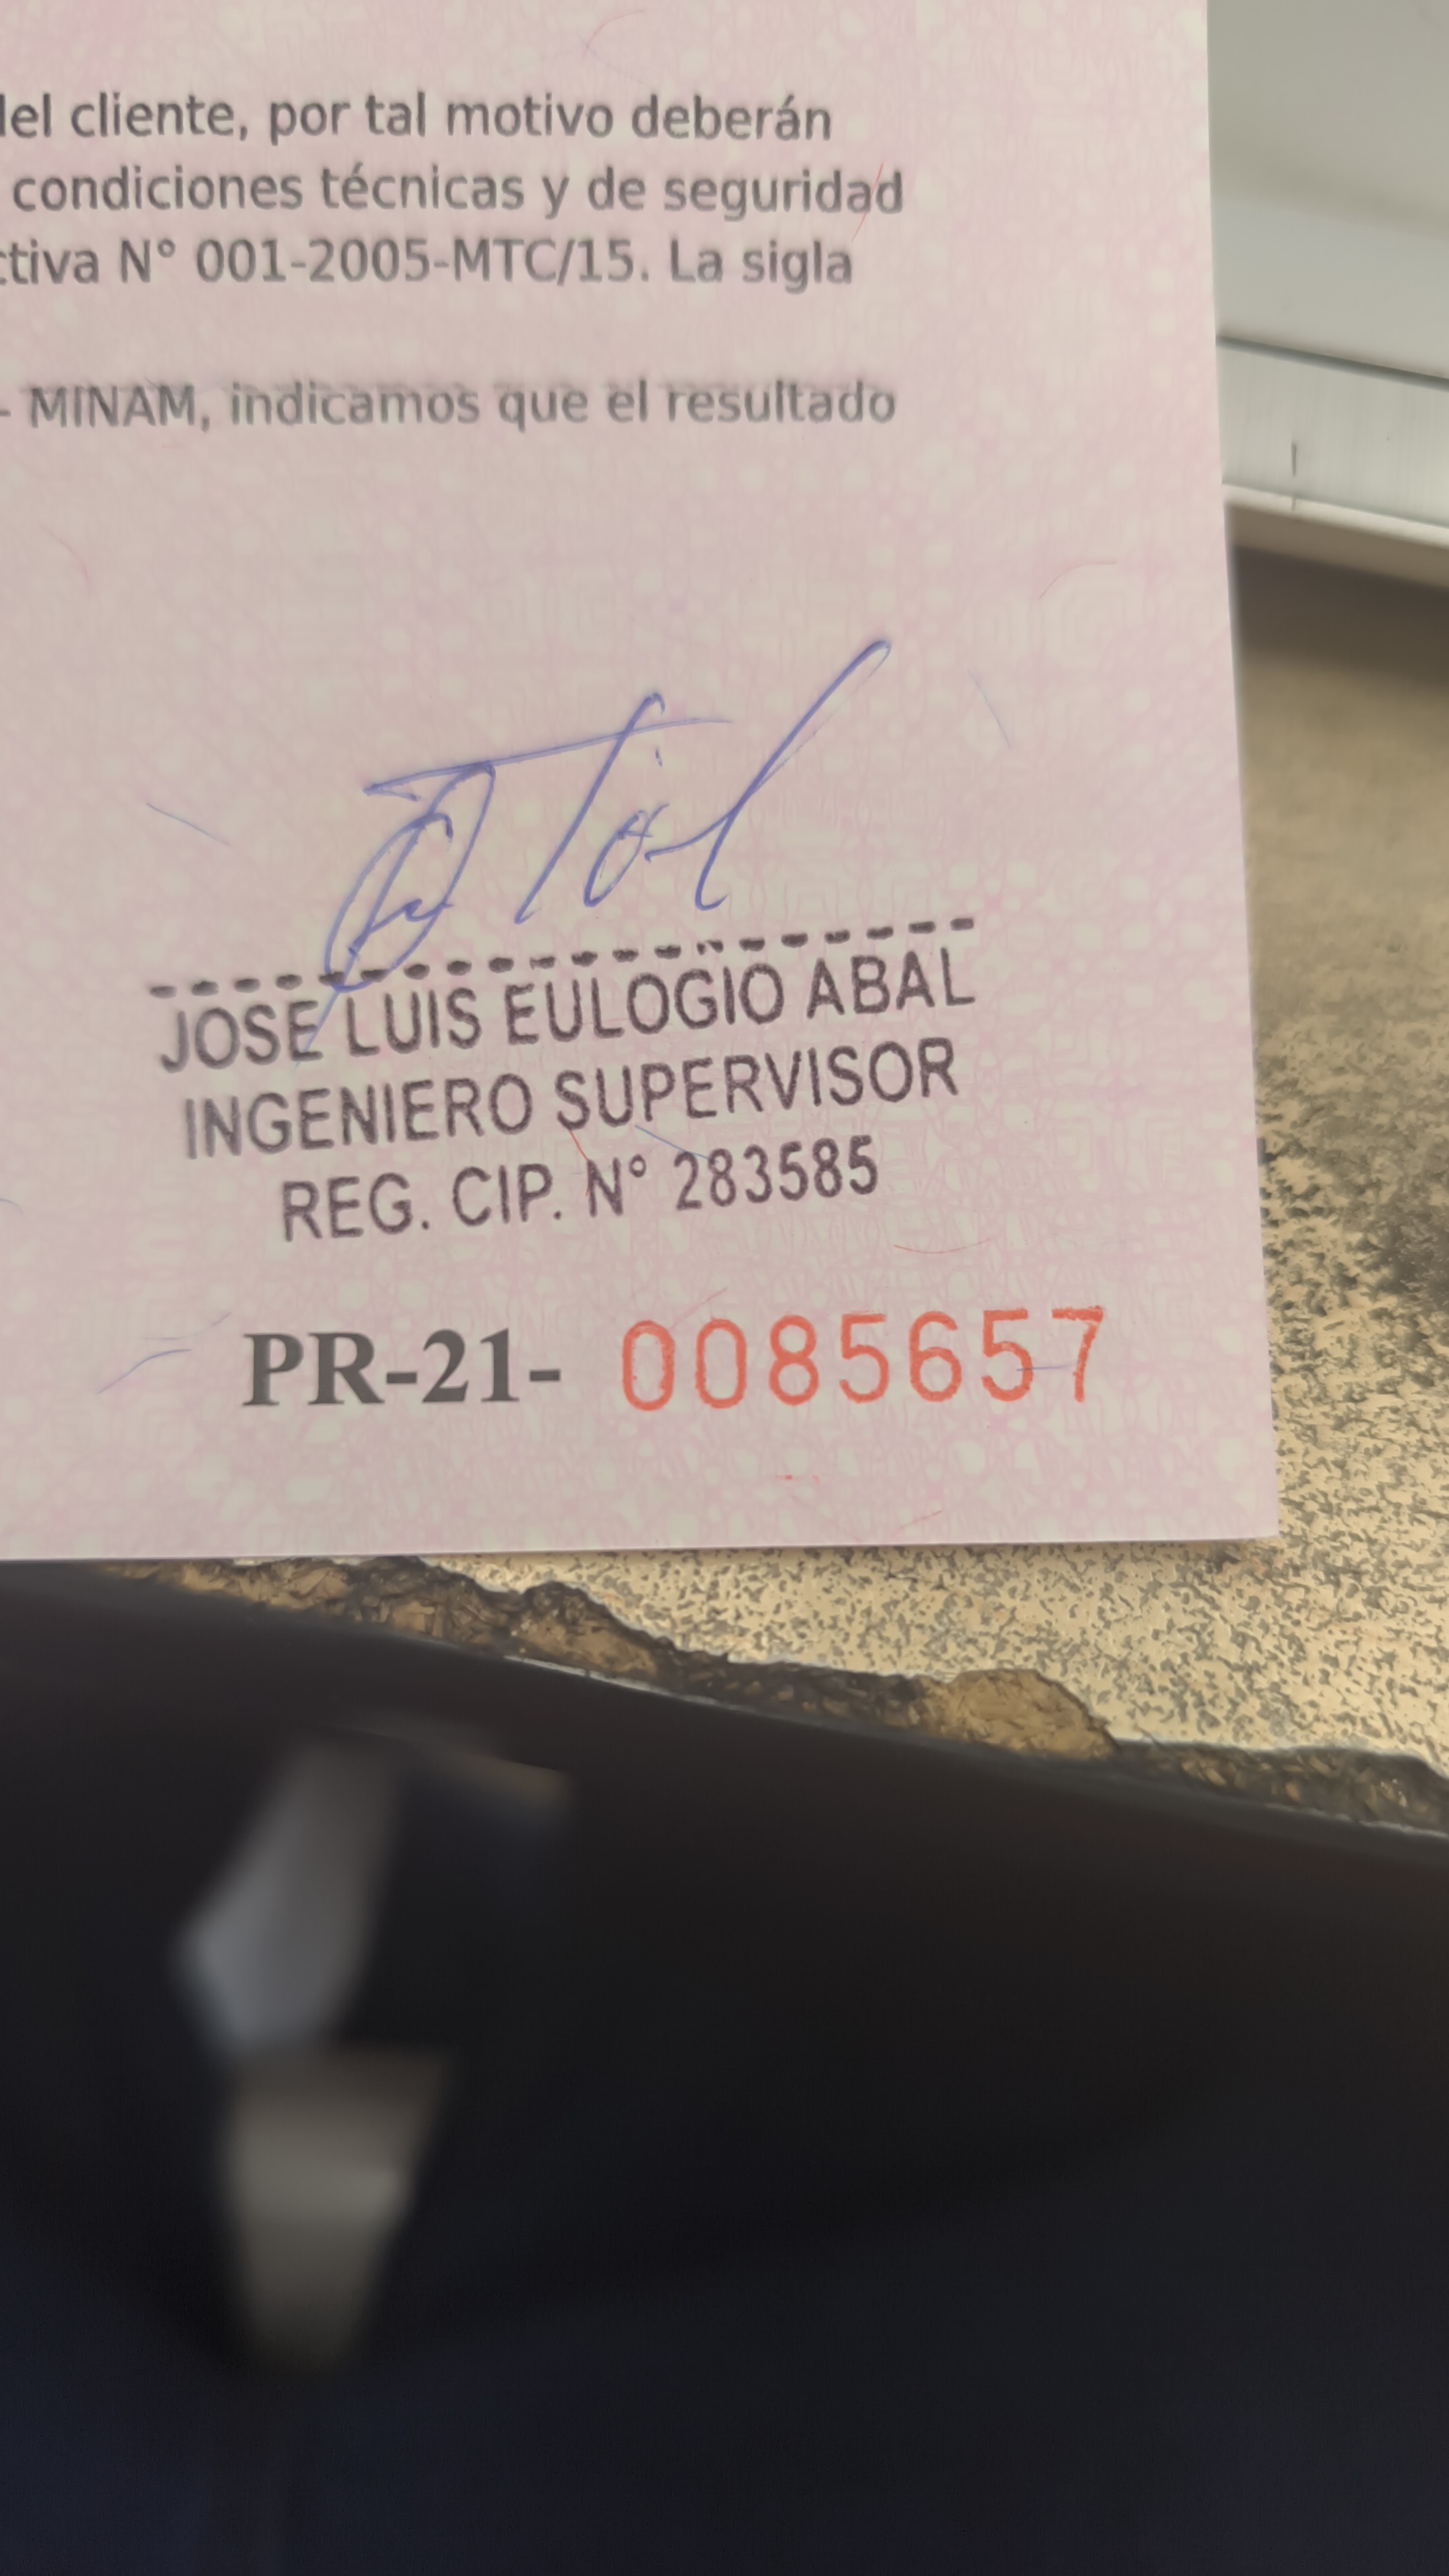 del cliente, por tal motivo deberán
condiciones técnicas y de seguridad
ctiva N° 001-2005-MTC/15. La sigla
- MINAM, indicamos que el resultado
JOSE LUIS EULOGIO ABAL
INGENIERO SUPERVISOR
REG. CIP. N° 283585
PR-21- 0085657